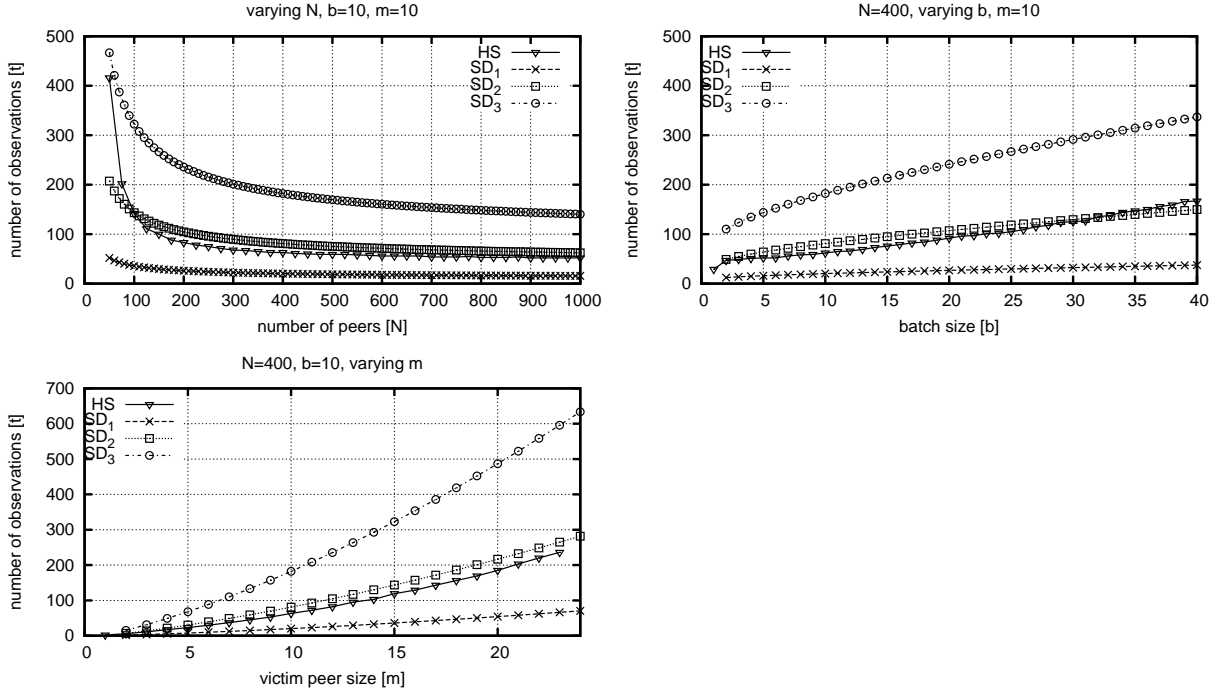 varying N, b=10, m=10
number of observations [t]
500
400
300
200
100
0
0 100 200 300 400 500 600 700 800 900 1000
number of peers [N]
HS
SD1
SD2
SD3
N=400, varying b, m=10
number of observations [t]
500
400
300
200
100
0
0 5 10 15 20 25 30 35 40
batch size [b]
HS
SD1
SD2
SD3
N=400, b=10, varying m
number of observations [t]
700
600
500
400
300
200
100
0
0 5 10 15 20
victim peer size [m]
HS
SD1
SD2
SD3